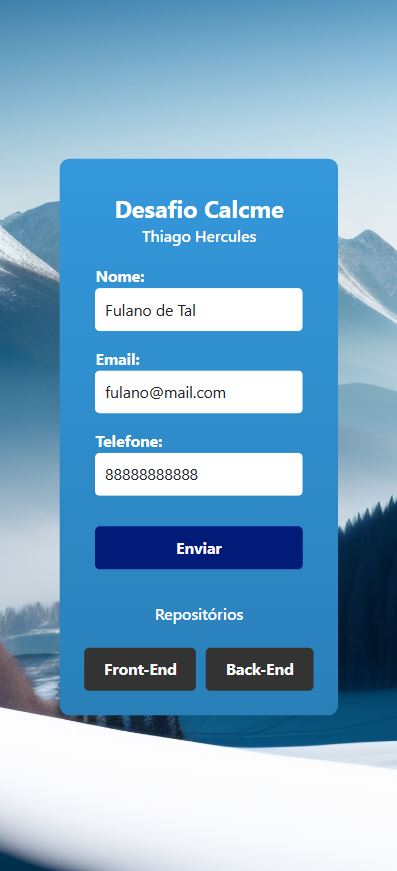 Desafio Calcme
Thiago Hercules
Nome:
Fulano de Tal
Email:
fulano@mail.com
Telefone:
88888888888
Enviar
Repositórios
Front-End Back-End